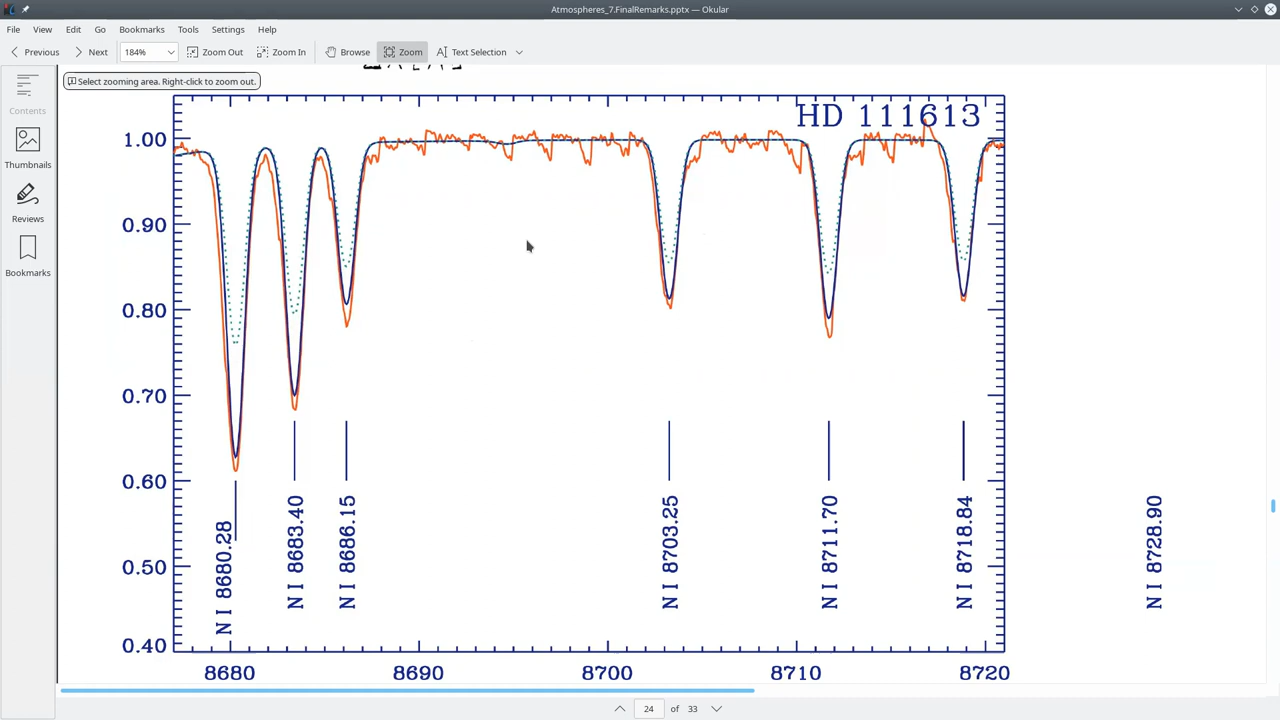 Atmospheres_7.FinalRemarks.pptx — Okular
File View Edit Go Bookmarks Tools Settings Help
Previous Next 184% Zoom Out Zoom In Browse Zoom Text Selection
Select zooming area. Right-click to zoom out.
Contents
Thumbnails
Reviews
Bookmarks
HD 111613
1.00
0.90
0.80
0.70
0.60
0.50
0.40
N I 8680.28
N I 8683.40
N I 8686.15
N I 8703.25
N I 8711.70
N I 8718.84
N I 8728.90
8680 8690 8700 8710 8720
24 of 33